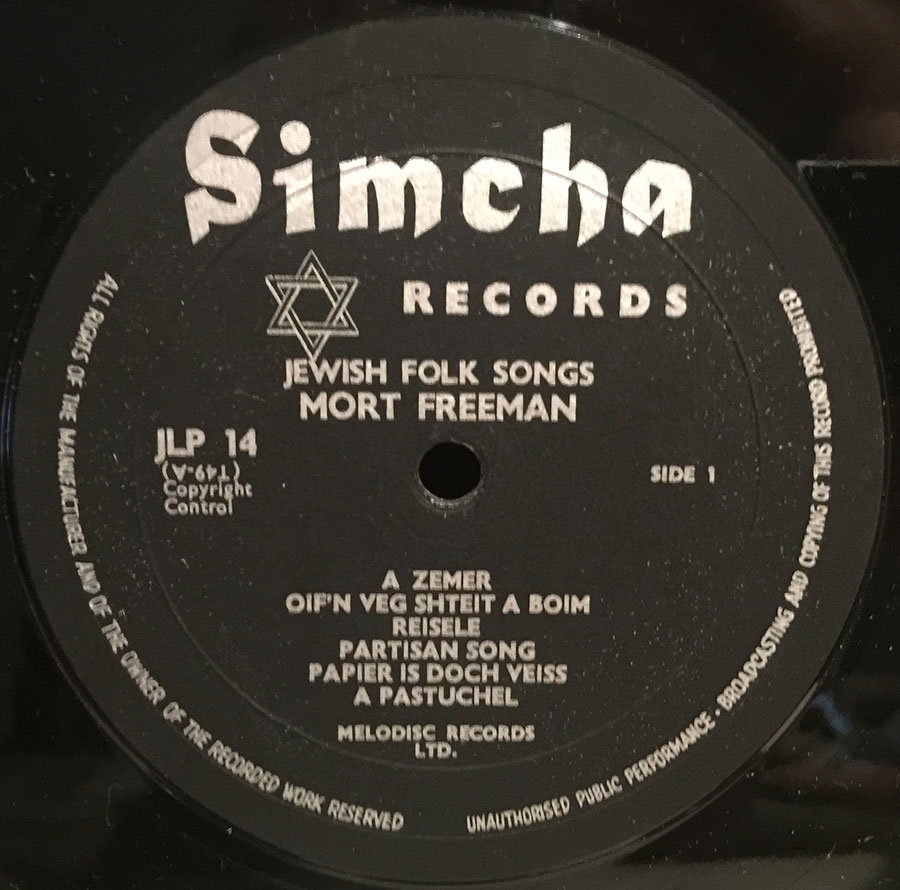 Simcha
RECORDS
JEWISH FOLK SONGS
MORT FREEMAN
JLP 14
(T49-A)
Copyright
Control
SIDE 1
A ZEMER
OIF'N VEG SHTEIT A BOIM
REISELE
PARTISAN SONG
PAPIER IS DOCH VEISS
A PASTUCHEL
MELODISC RECORDS
LTD.
ALL RIGHTS OF THE MANUFACTURER AND OF THE OWNER OF THE RECORDED WORK RESERVED
UNAUTHORISED PUBLIC PERFORMANCE · BROADCASTING AND COPYING OF THIS RECORD PROHIBITED